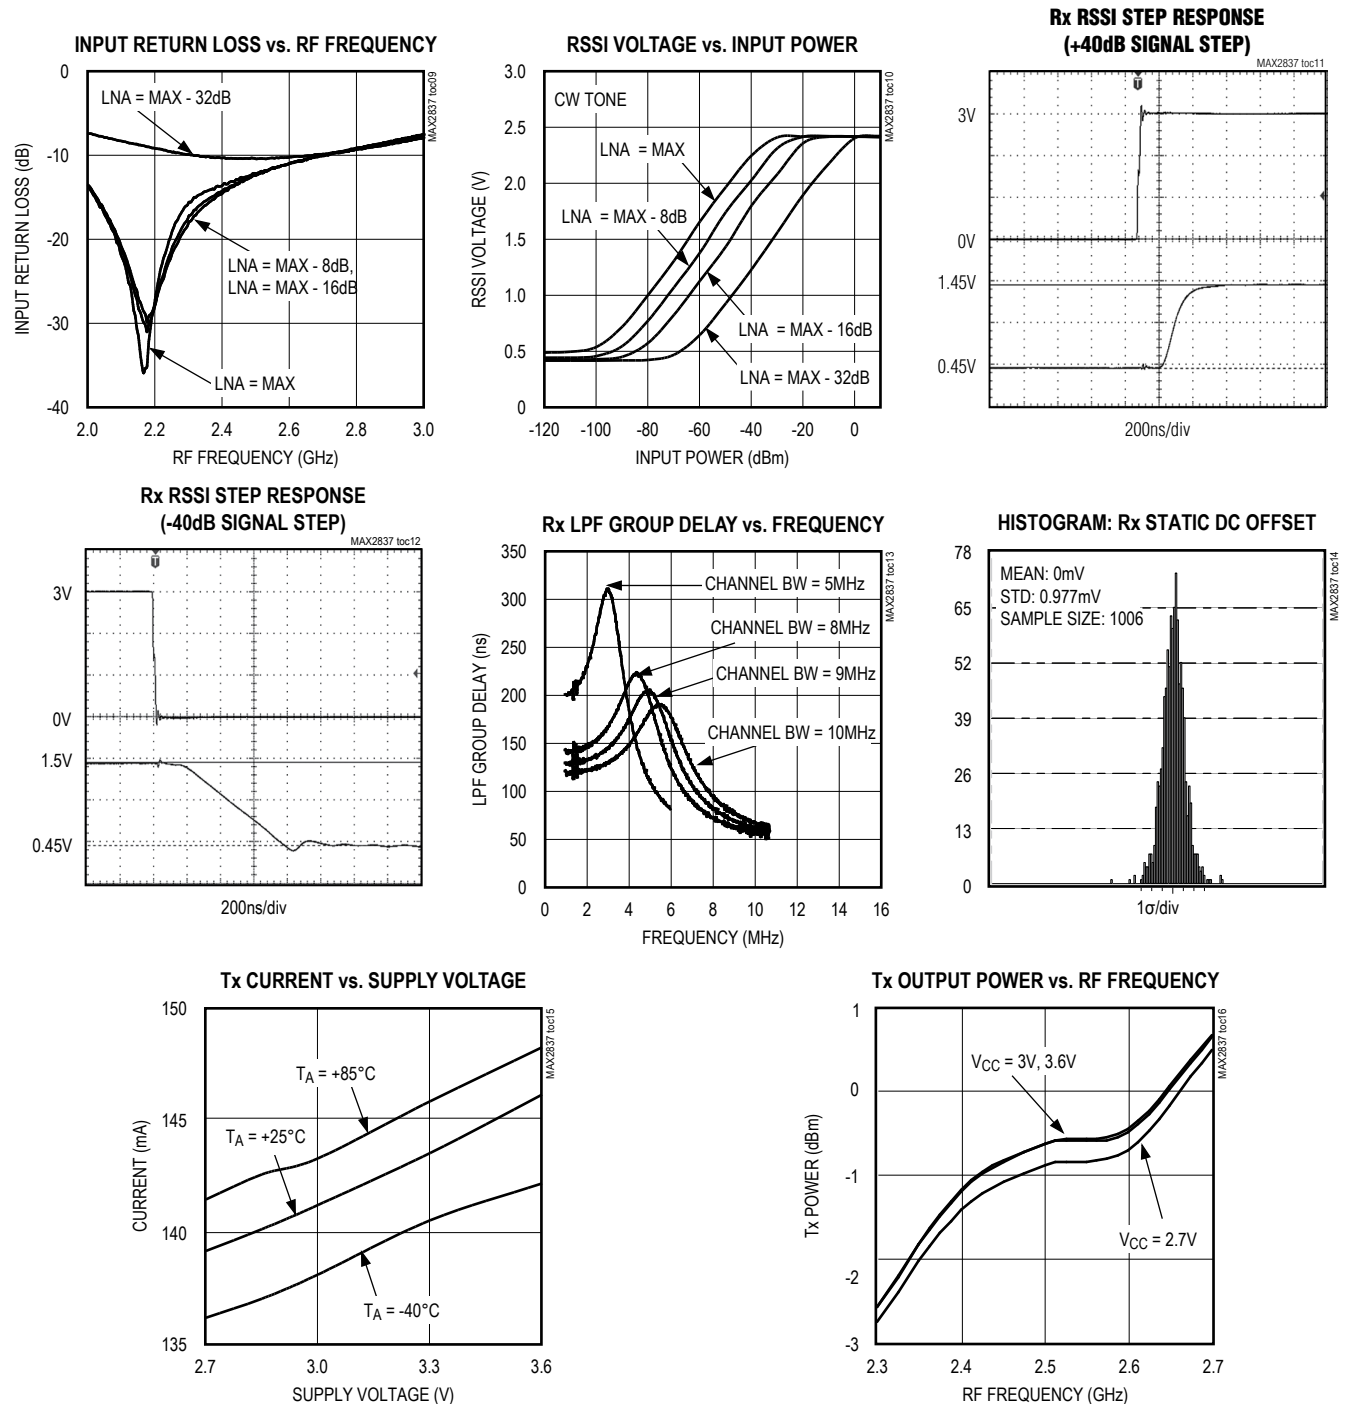 INPUT RETURN LOSS vs. RF FREQUENCY
MAX2837 toc09
INPUT RETURN LOSS (dB)
0
-10
-20
-30
-40
LNA = MAX - 32dB
LNA = MAX - 8dB,
LNA = MAX - 16dB
LNA = MAX
2.0 2.2 2.4 2.6 2.8 3.0
RF FREQUENCY (GHz)
RSSI VOLTAGE vs. INPUT POWER
MAX2837 toc10
RSSI VOLTAGE (V)
3.0
2.5
2.0
1.5
1.0
0.5
0
CW TONE
LNA = MAX
LNA = MAX - 8dB
LNA = MAX - 16dB
LNA = MAX - 32dB
-120 -100 -80 -60 -40 -20 0
INPUT POWER (dBm)
Rx RSSI STEP RESPONSE
(+40dB SIGNAL STEP)
MAX2837 toc11
T
3V
0V
1.45V
0.45V
200ns/div
Rx RSSI STEP RESPONSE
(-40dB SIGNAL STEP)
MAX2837 toc12
T
3V
0V
1.5V
0.45V
200ns/div
Rx LPF GROUP DELAY vs. FREQUENCY
MAX2837 toc13
LPF GROUP DELAY (ns)
350
300
250
200
150
100
50
0
CHANNEL BW = 5MHz
CHANNEL BW = 8MHz
CHANNEL BW = 9MHz
CHANNEL BW = 10MHz
0 2 4 6 8 10 12 14 16
FREQUENCY (MHz)
HISTOGRAM: Rx STATIC DC OFFSET
MAX2837 toc14
78
65
52
39
26
13
0
MEAN: 0mV
STD: 0.977mV
SAMPLE SIZE: 1006
1σ/div
Tx CURRENT vs. SUPPLY VOLTAGE
MAX2837 toc15
CURRENT (mA)
150
145
140
135
TA = +85°C
TA = +25°C
TA = -40°C
2.7 3.0 3.3 3.6
SUPPLY VOLTAGE (V)
Tx OUTPUT POWER vs. RF FREQUENCY
MAX2837 toc16
Tx POWER (dBm)
1
0
-1
-2
-3
VCC = 3V, 3.6V
VCC = 2.7V
2.3 2.4 2.5 2.6 2.7
RF FREQUENCY (GHz)